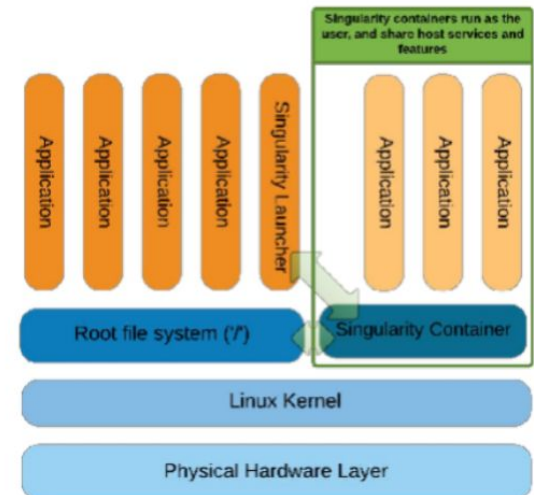 Singularity containers run as the
user, and share host services and
features
Application
Application
Application
Application
Singularity Launcher
Application
Application
Application
Root file system ('/')
Singularity Container
Linux Kernel
Physical Hardware Layer